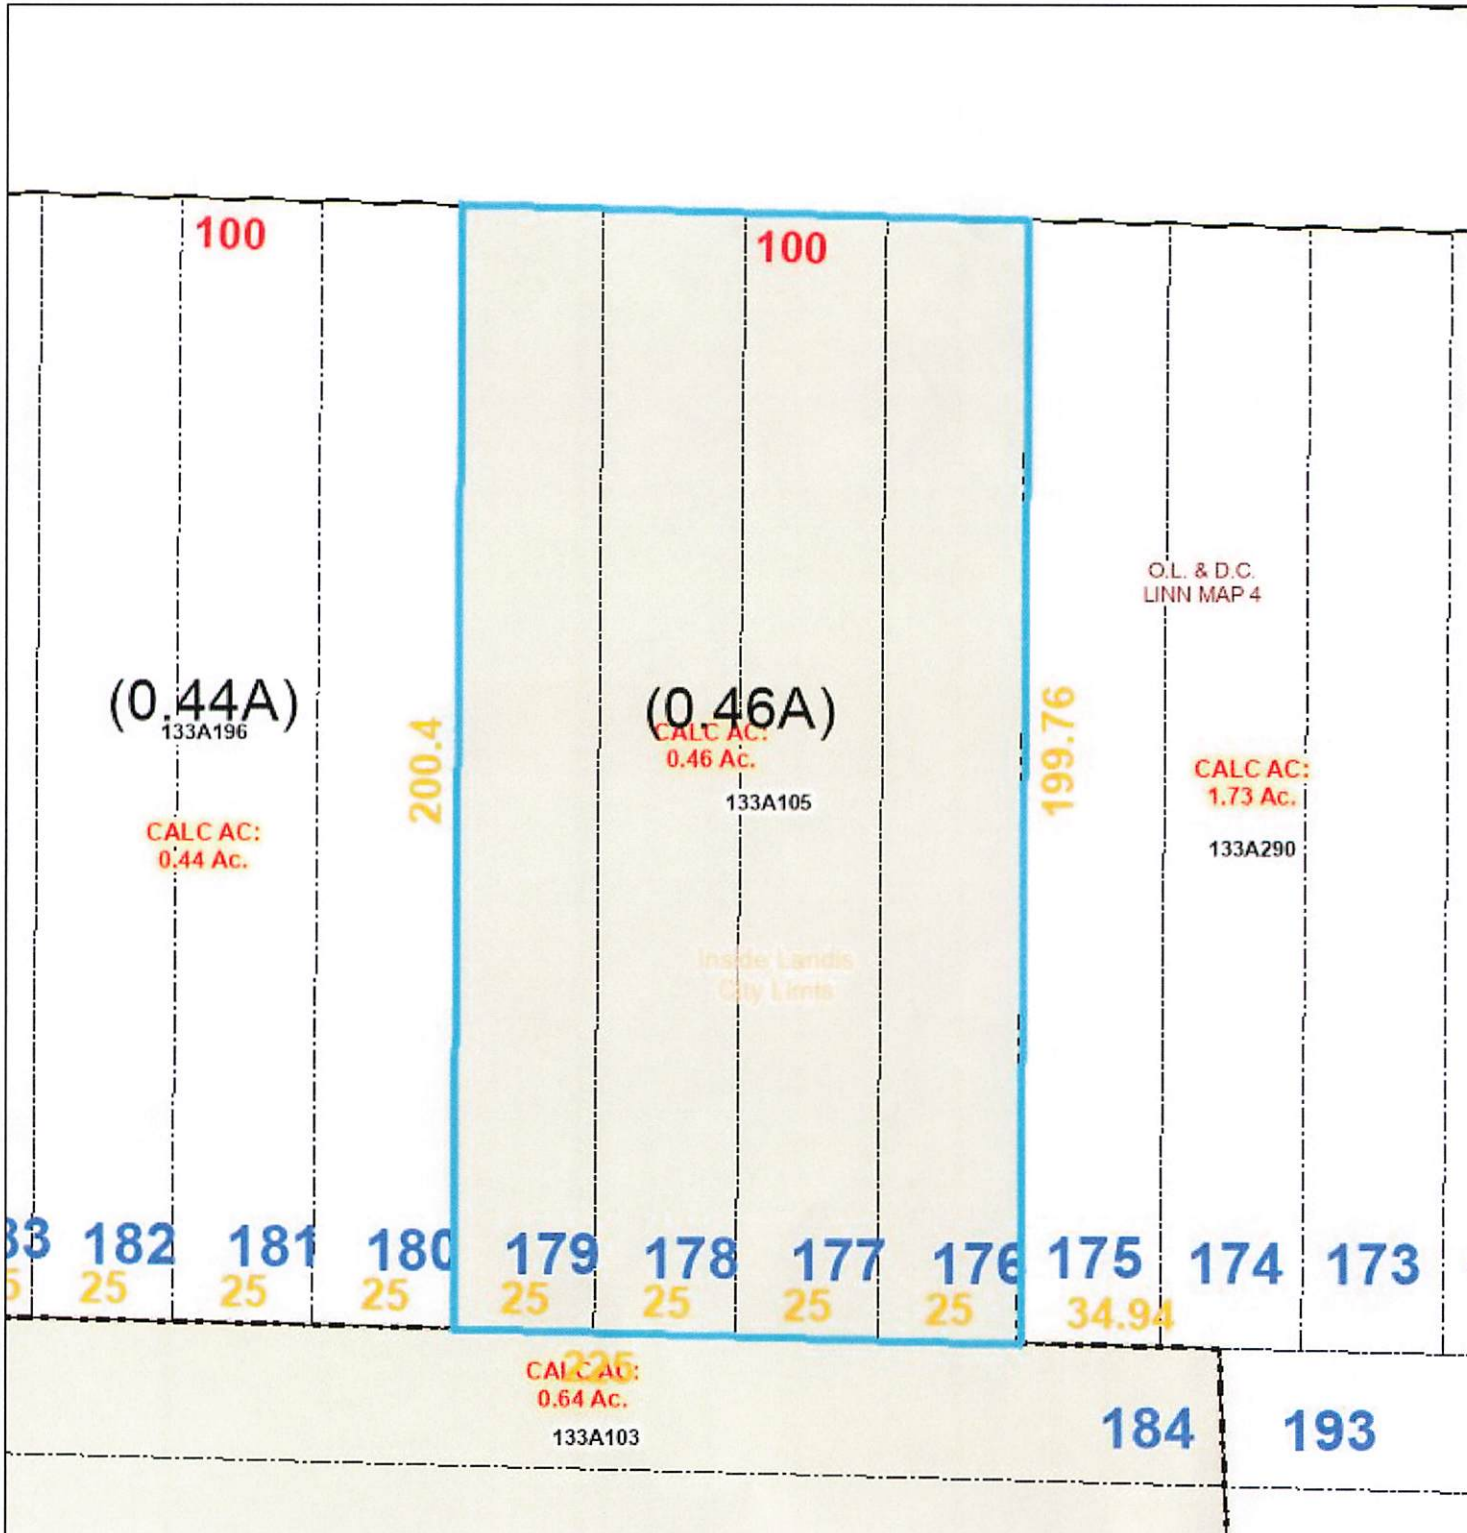 100
100
O.L. & D.C.
LINN MAP 4
(0.44A)
133A196
200.4
(0.46A)
CALC AC:
0.46 Ac.
133A105
199.76
CALC AC:
1.73 Ac.
133A290
CALC AC:
0.44 Ac.
Inside Landis
City Limits
182
181
180
179
178
177
176
175
174
173
25
25
25
25
25
25
25
34.94
225
CALC AC:
0.64 Ac.
133A103
184
193